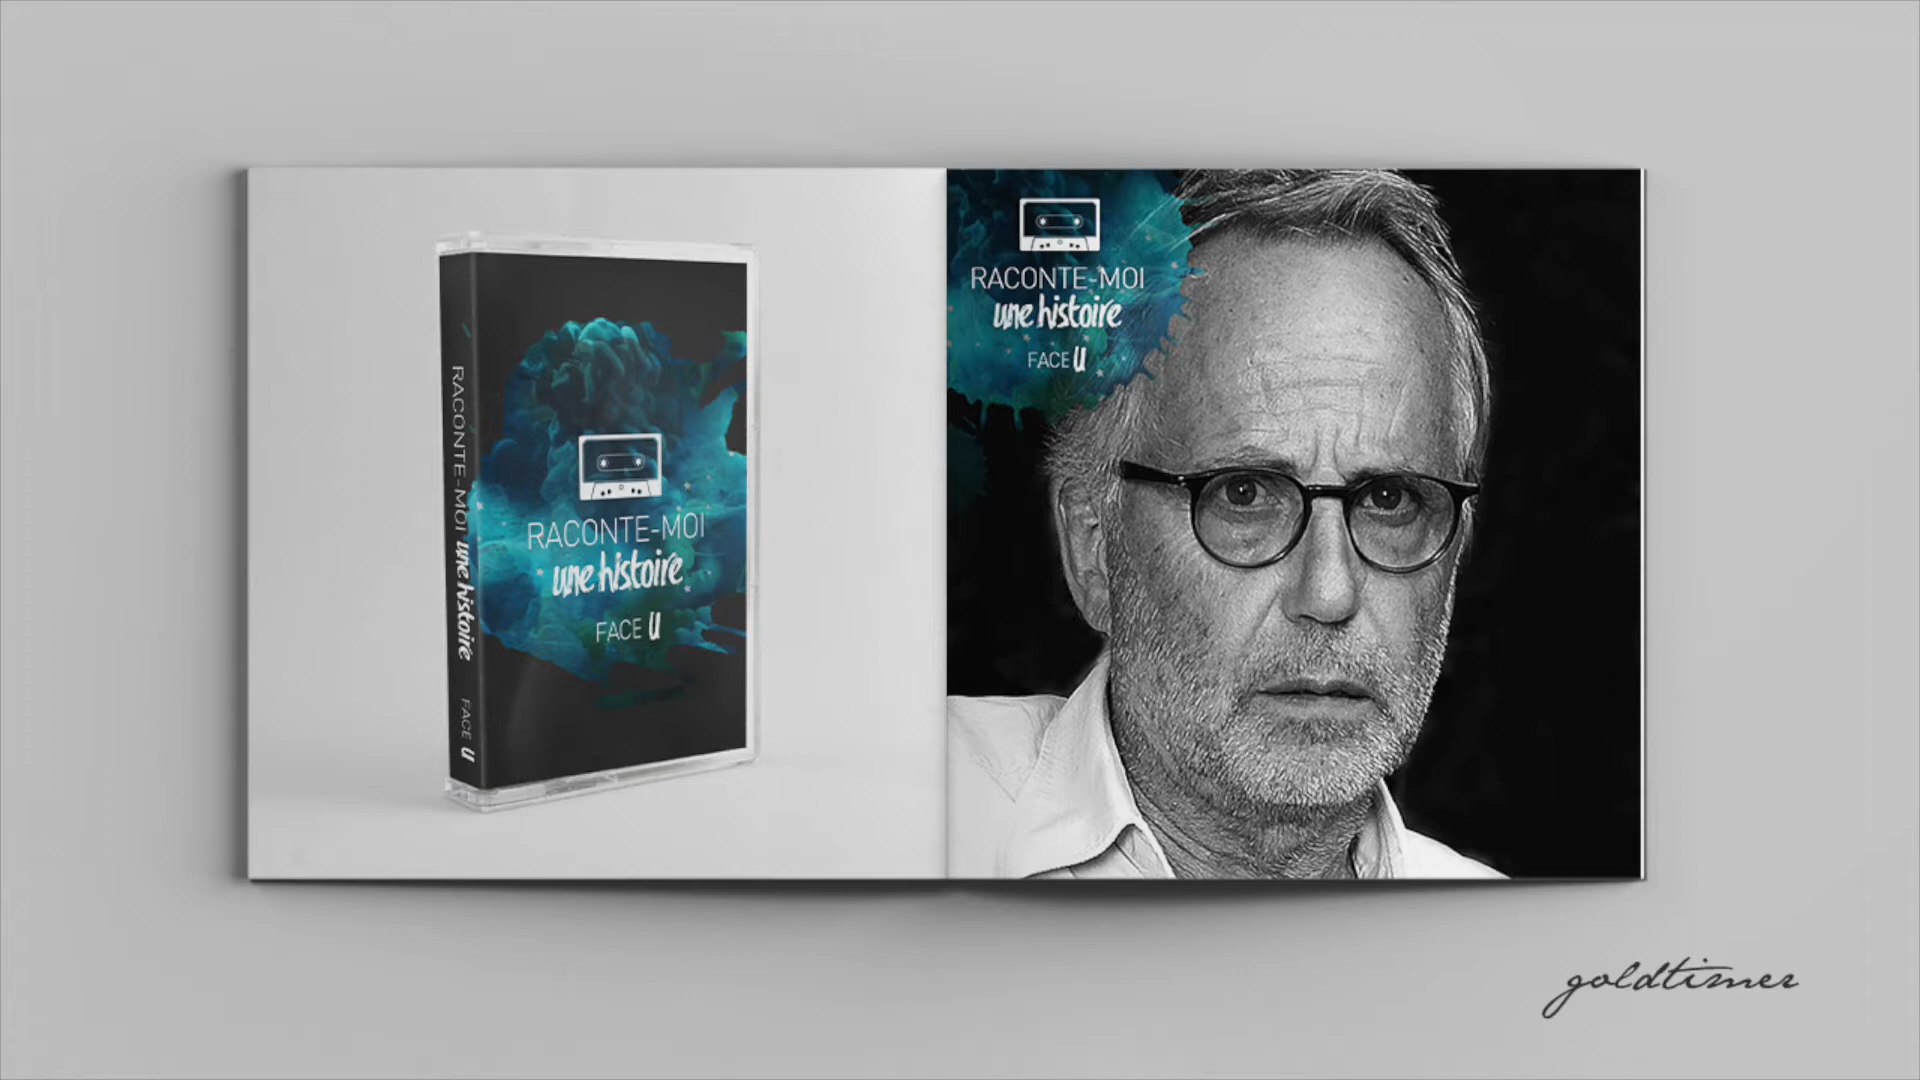 RACONTE-MOI une histoire FACE U
RACONTE-MOI
une histoire
FACE U
RACONTE-MOI
une histoire
FACE U
goldtimer